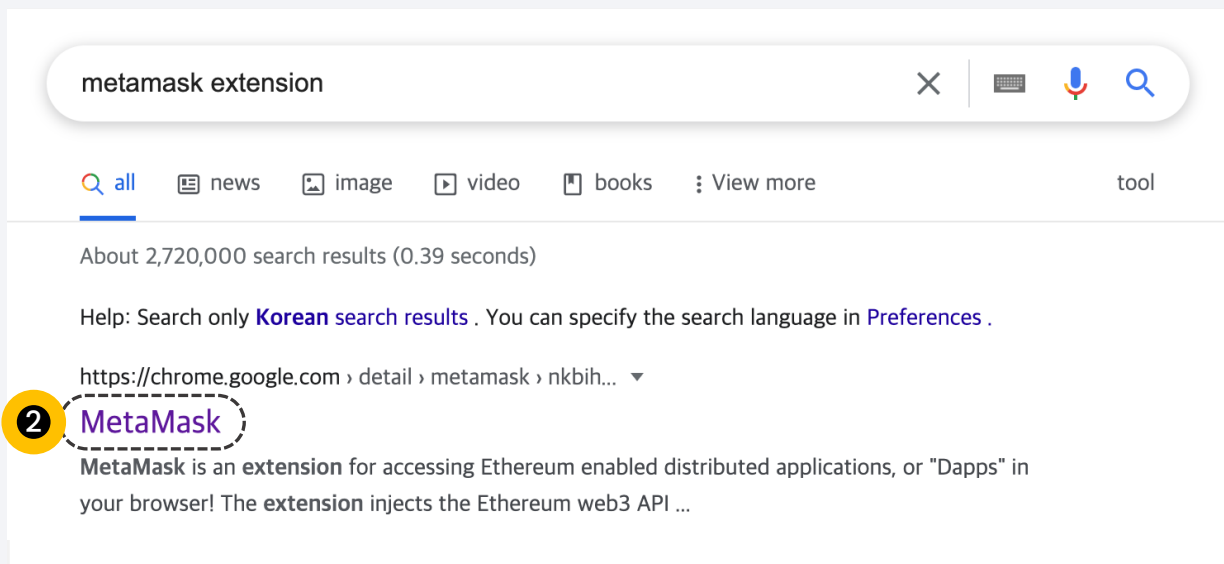 metamask extension
all news image video books View more tool
About 2,720,000 search results (0.39 seconds)
Help: Search only Korean search results . You can specify the search language in Preferences .
https://chrome.google.com › detail › metamask › nkbih...
2 MetaMask
MetaMask is an extension for accessing Ethereum enabled distributed applications, or "Dapps" in
your browser! The extension injects the Ethereum web3 API ...